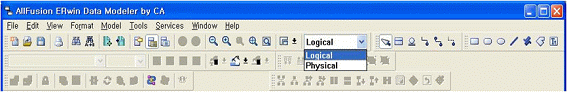 AllFusion ERwin Data Modeler by CA
File Edit View Format Model Tools Services Window Help
Logical
Logical
Physical